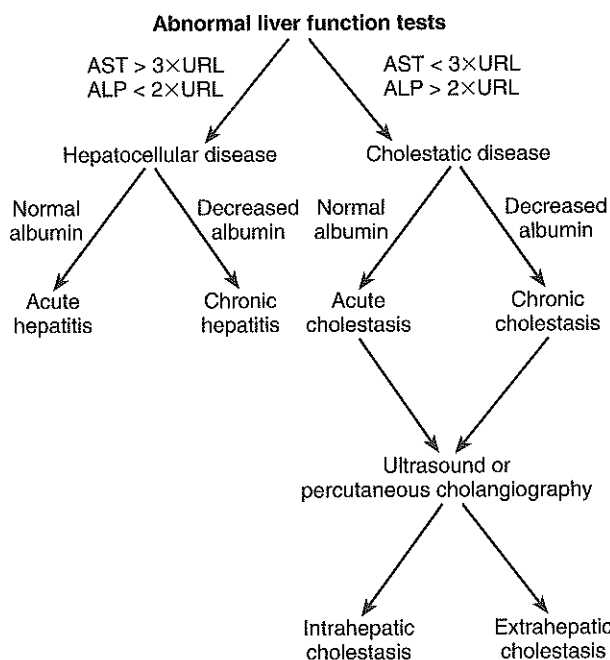 Abnormal liver function tests
AST > 3×URL
ALP < 2×URL
AST < 3×URL
ALP > 2×URL
Hepatocellular disease
Cholestatic disease
Normal
albumin
Decreased
albumin
Normal
albumin
Decreased
albumin
Acute
hepatitis
Chronic
hepatitis
Acute
cholestasis
Chronic
cholestasis
Ultrasound or
percutaneous cholangiography
Intrahepatic
cholestasis
Extrahepatic
cholestasis